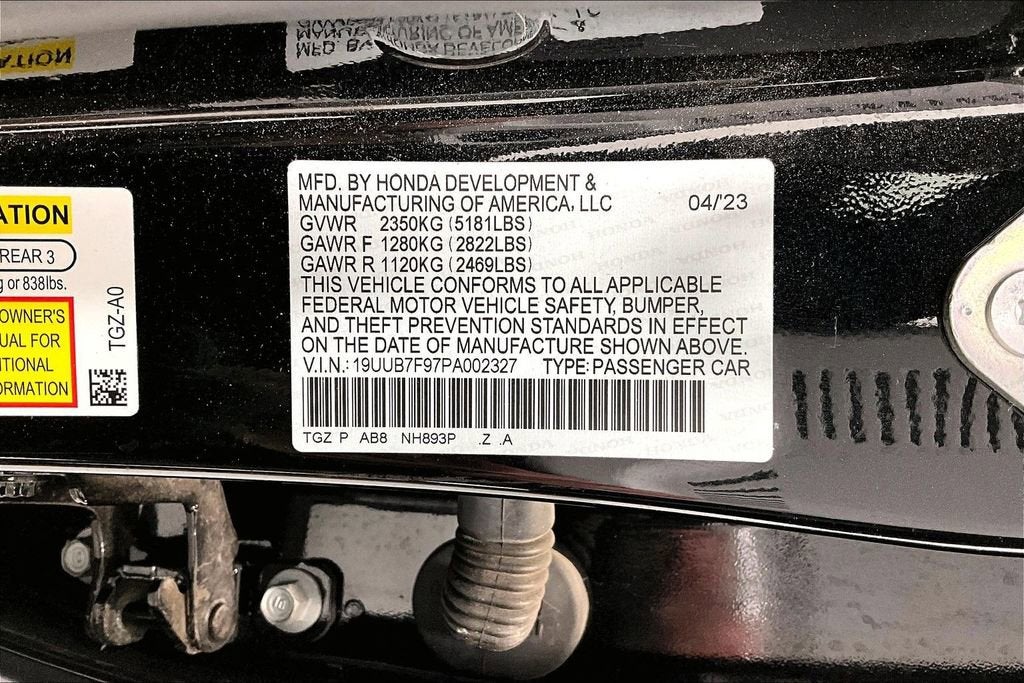 MFD. BY HONDA DEVELOPMENT &
MANUFACTURING OF AMERICA, LLC 04/'23
GVWR 2350KG (5181LBS)
GAWR F 1280KG (2822LBS)
GAWR R 1120KG (2469LBS)
THIS VEHICLE CONFORMS TO ALL APPLICABLE
FEDERAL MOTOR VEHICLE SAFETY, BUMPER,
AND THEFT PREVENTION STANDARDS IN EFFECT
ON THE DATE OF MANUFACTURE SHOWN ABOVE.
V.I.N.: 19UUB7F97PA002327 TYPE: PASSENGER CAR
TGZ P AB8 NH893P .Z .A
ATION
REAR 3
g or 838lbs.
OWNER'S
UAL FOR
ITIONAL
FORMATION
TGZ-A0